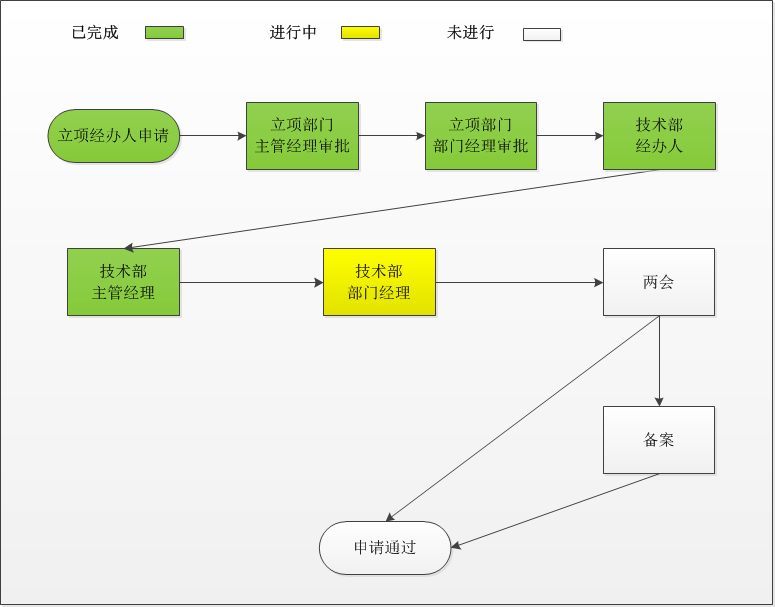 已完成
进行中
未进行
立项经办人申请
立项部门
主管经理审批
立项部门
部门经理审批
技术部
经办人
技术部
主管经理
技术部
部门经理
两会
备案
申请通过